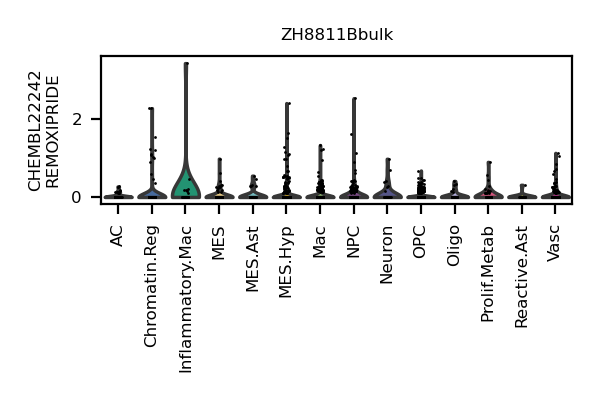 ZH8811Bbulk
CHEMBL22242
REMOXIPRIDE
2
0
AC
Chromatin.Reg
Inflammatory.Mac
MES
MES.Ast
MES.Hyp
Mac
NPC
Neuron
OPC
Oligo
Prolif.Metab
Reactive.Ast
Vasc